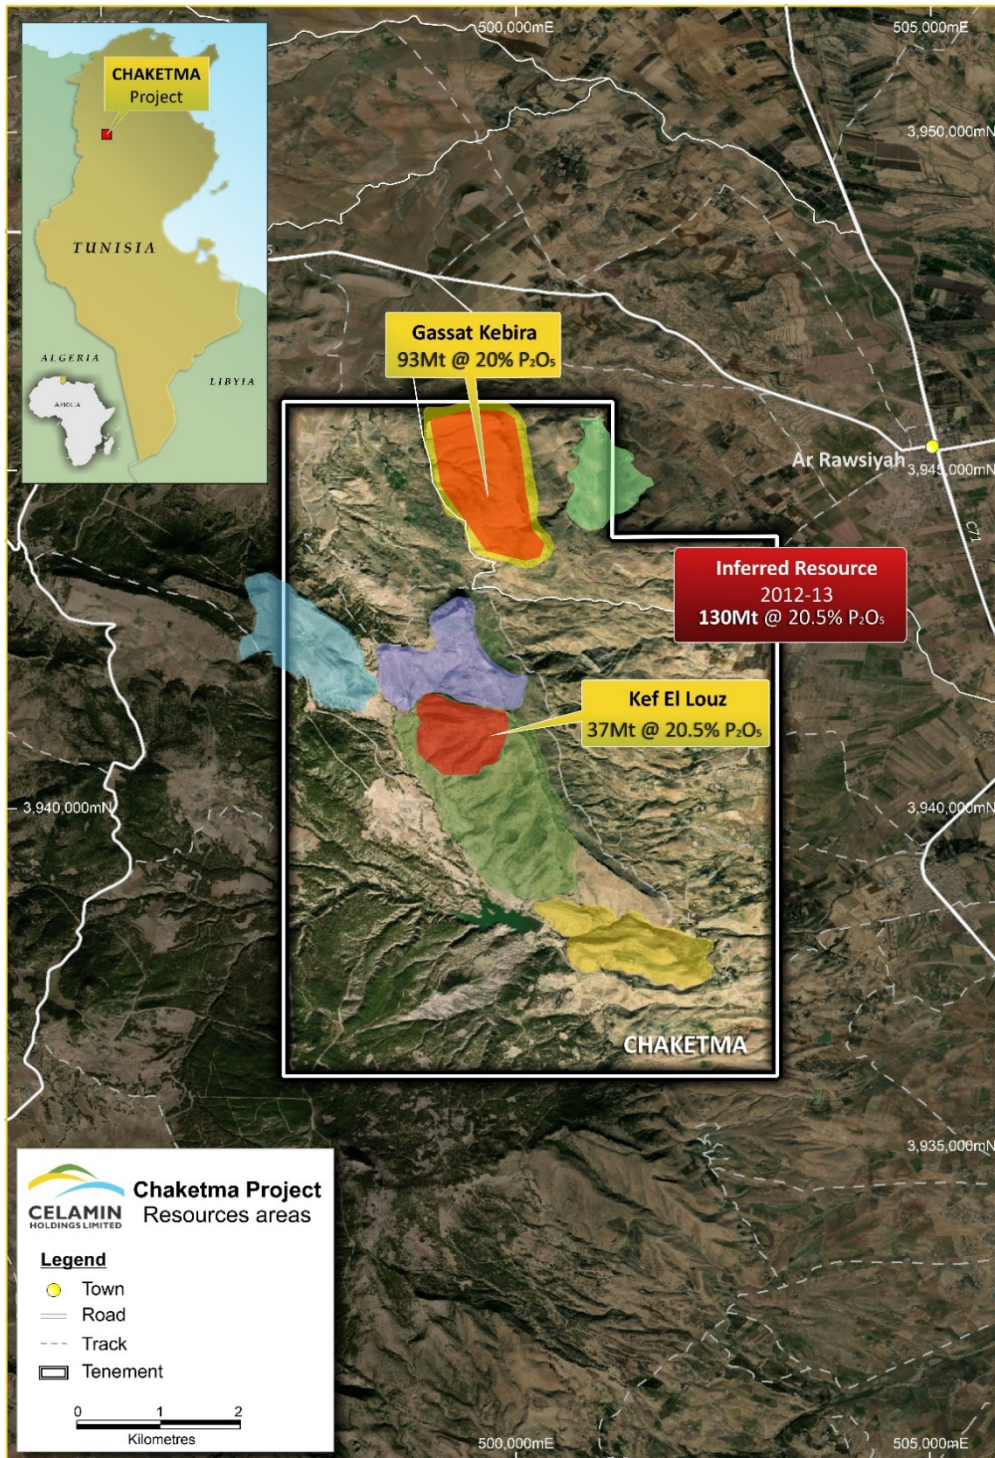 500,000mE
505,000mE
CHAKETMA
Project
3,950,000mN
TUNISIA
ALGERIA
LIBYIA
AFRICA
Gassat Kebira
93Mt @ 20% P₂O₅
Ar Rawsiyah
3,945,000mN
C71
Inferred Resource
2012-13
130Mt @ 20.5% P₂O₅
Kef El Louz
37Mt @ 20.5% P₂O₅
3,940,000mN
3,940,000mN
CHAKETMA
3,935,000mN
CELAMIN
HOLDINGS LIMITED
Chaketma Project
Resources areas
Legend
Town
Road
Track
Tenement
0 1 2
Kilometres
500,000mE
505,000mE